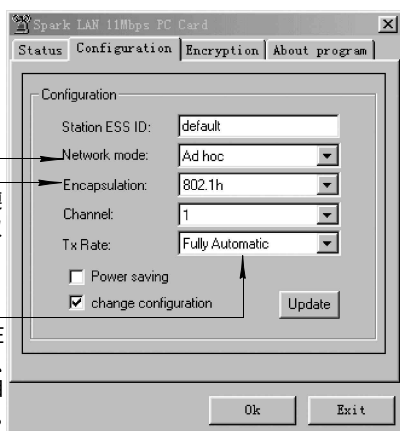 Spark LAN 11Mbps PC Card
Status Configuration Encryption About program
Configuration
Station ESS ID: default
Network mode: Ad hoc
Encapsulation: 802.1h
Channel: 1
Tx Rate: Fully Automatic
Power saving
change configuration Update
Ok Exit